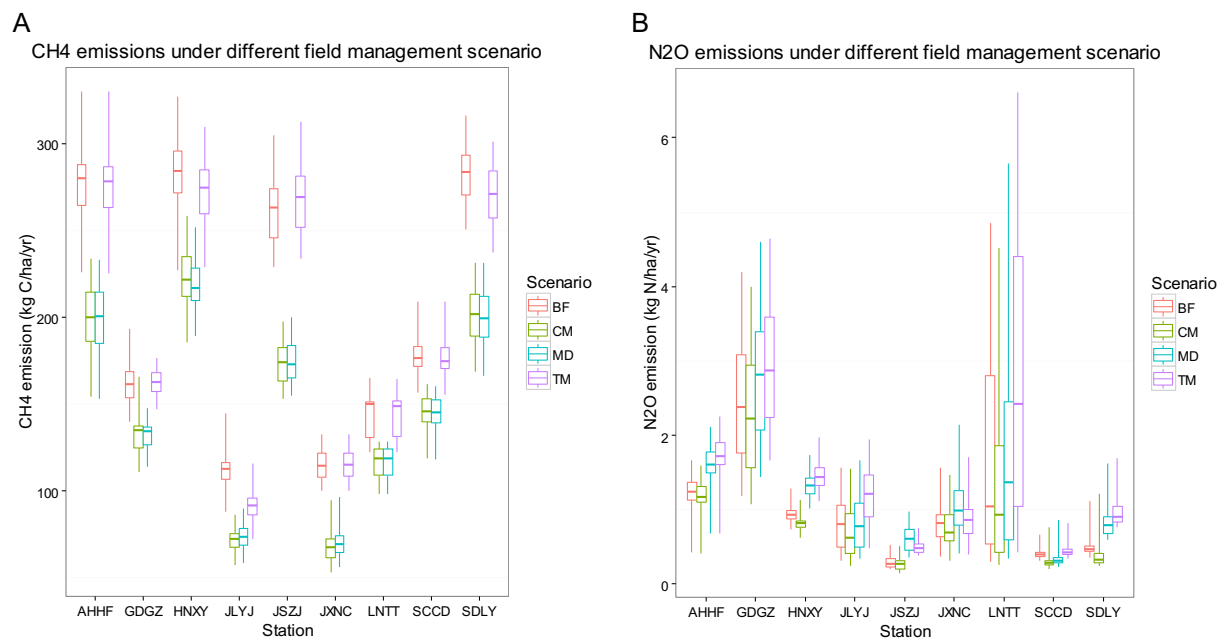 A
CH4 emissions under different field management scenario
300
200
100
CH4 emission (kg C/ha/yr)
AHHF GDGZ HNXY JLYJ JSZJ JXNC LNTT SCCD SDLY
Station
Scenario
BF
CM
MD
TM
B
N2O emissions under different field management scenario
6
4
2
0
N2O emission (kg N/ha/yr)
AHHF GDGZ HNXY JLYJ JSZJ JXNC LNTT SCCD SDLY
Station
Scenario
BF
CM
MD
TM